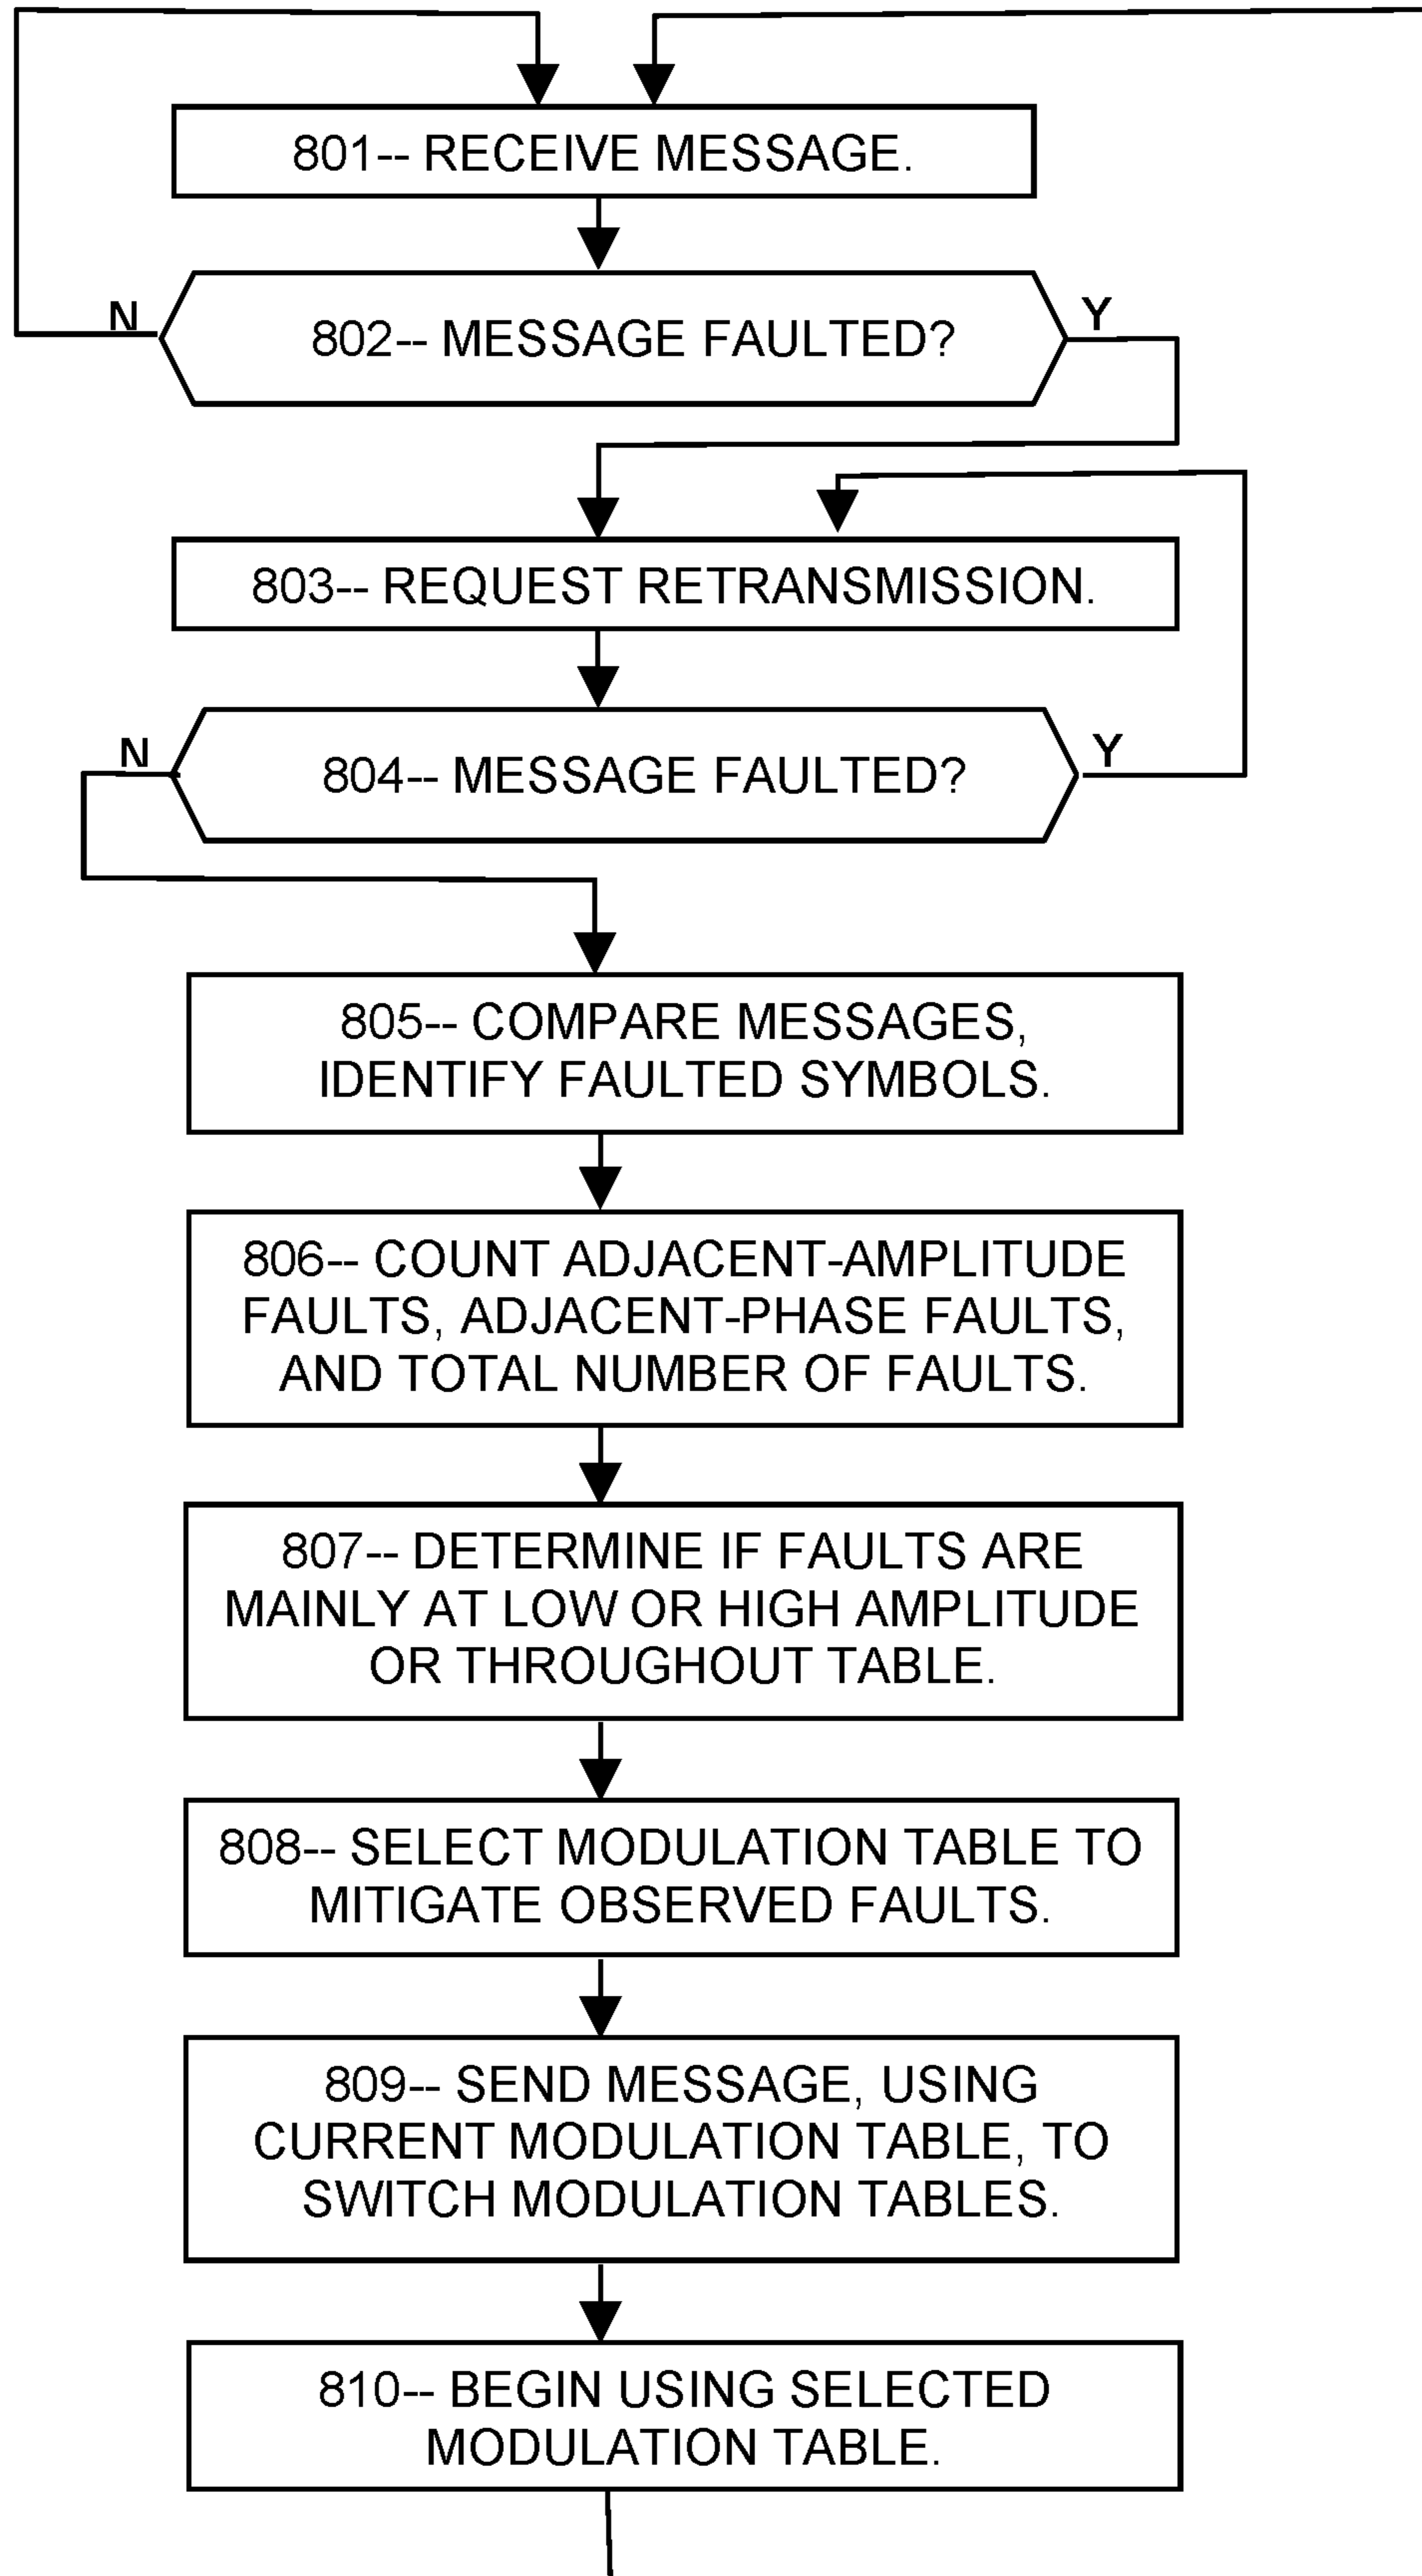 801-- RECEIVE MESSAGE.
N
802-- MESSAGE FAULTED?
Y
803-- REQUEST RETRANSMISSION.
N
804-- MESSAGE FAULTED?
Y
805-- COMPARE MESSAGES,
IDENTIFY FAULTED SYMBOLS.
806-- COUNT ADJACENT-AMPLITUDE
FAULTS, ADJACENT-PHASE FAULTS,
AND TOTAL NUMBER OF FAULTS.
807-- DETERMINE IF FAULTS ARE
MAINLY AT LOW OR HIGH AMPLITUDE
OR THROUGHOUT TABLE.
808-- SELECT MODULATION TABLE TO
MITIGATE OBSERVED FAULTS.
809-- SEND MESSAGE, USING
CURRENT MODULATION TABLE, TO
SWITCH MODULATION TABLES.
810-- BEGIN USING SELECTED
MODULATION TABLE.